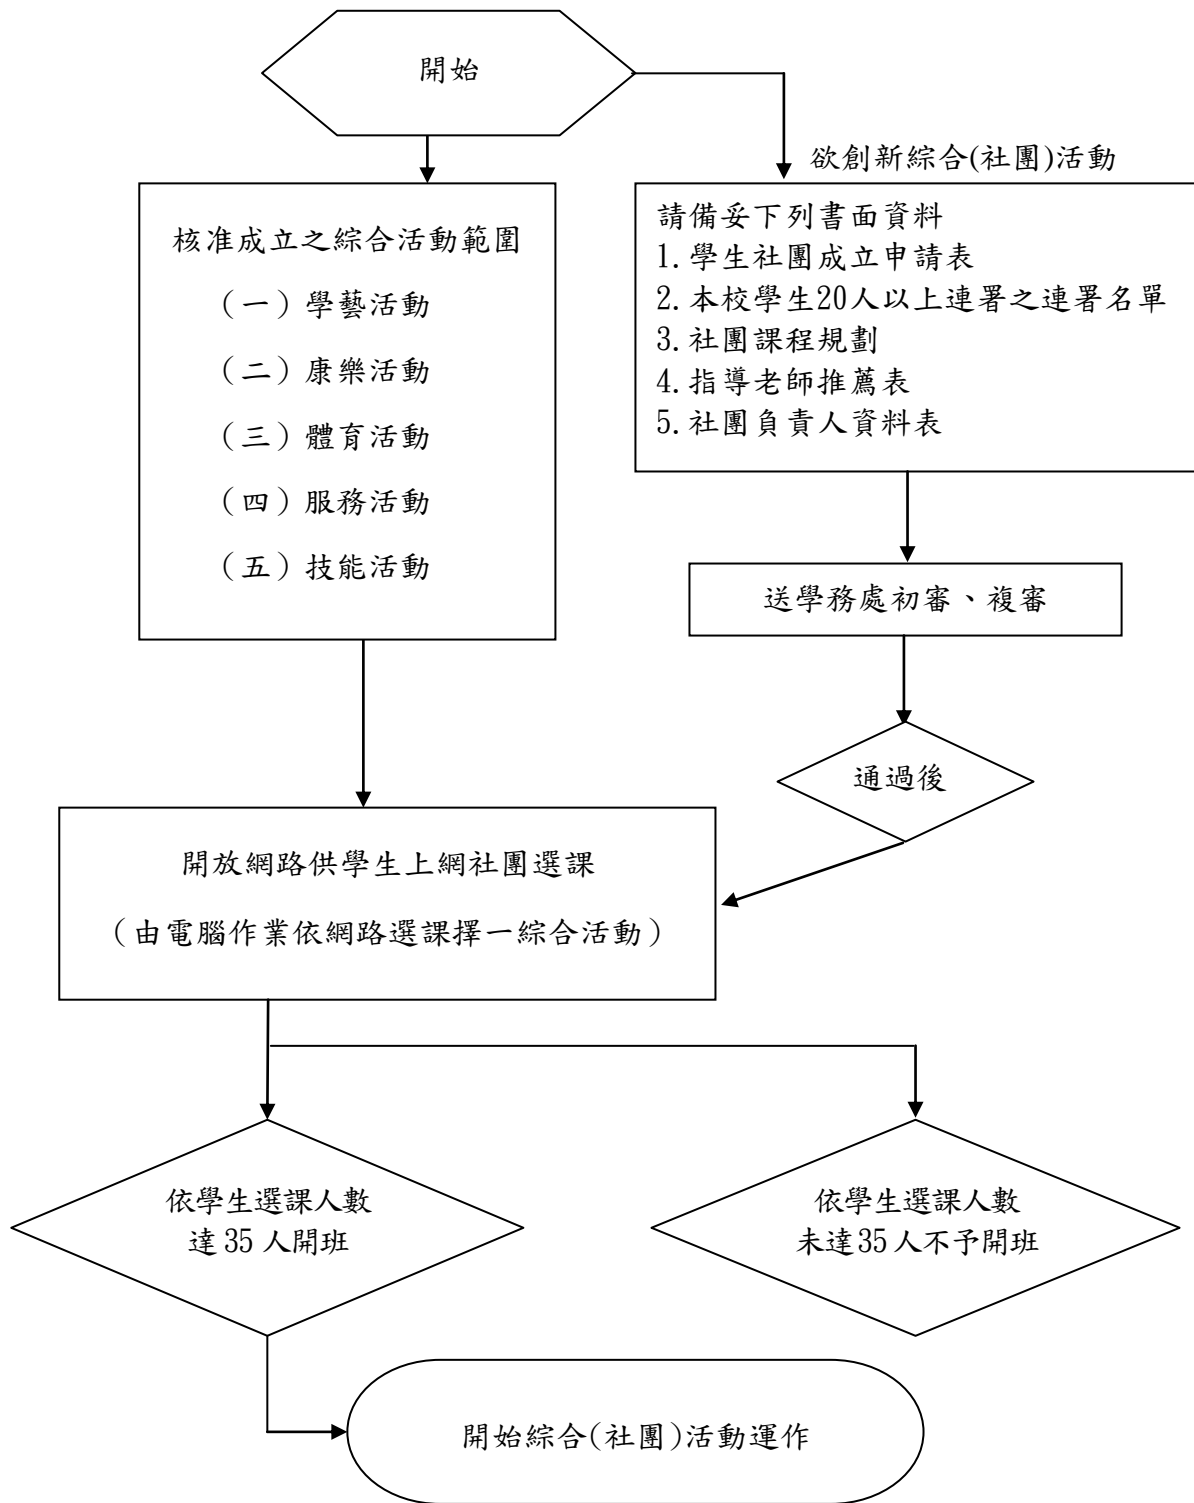 開始
欲創新綜合(社團)活動
核准成立之綜合活動範圍
（一）學藝活動
（二）康樂活動
（三）體育活動
（四）服務活動
（五）技能活動
請備妥下列書面資料
1.學生社團成立申請表
2.本校學生20人以上連署之連署名單
3.社團課程規劃
4.指導老師推薦表
5.社團負責人資料表
送學務處初審、複審
通過後
開放網路供學生上網社團選課
（由電腦作業依網路選課擇一綜合活動）
依學生選課人數
達35人開班
依學生選課人數
未達35人不予開班
開始綜合(社團)活動運作